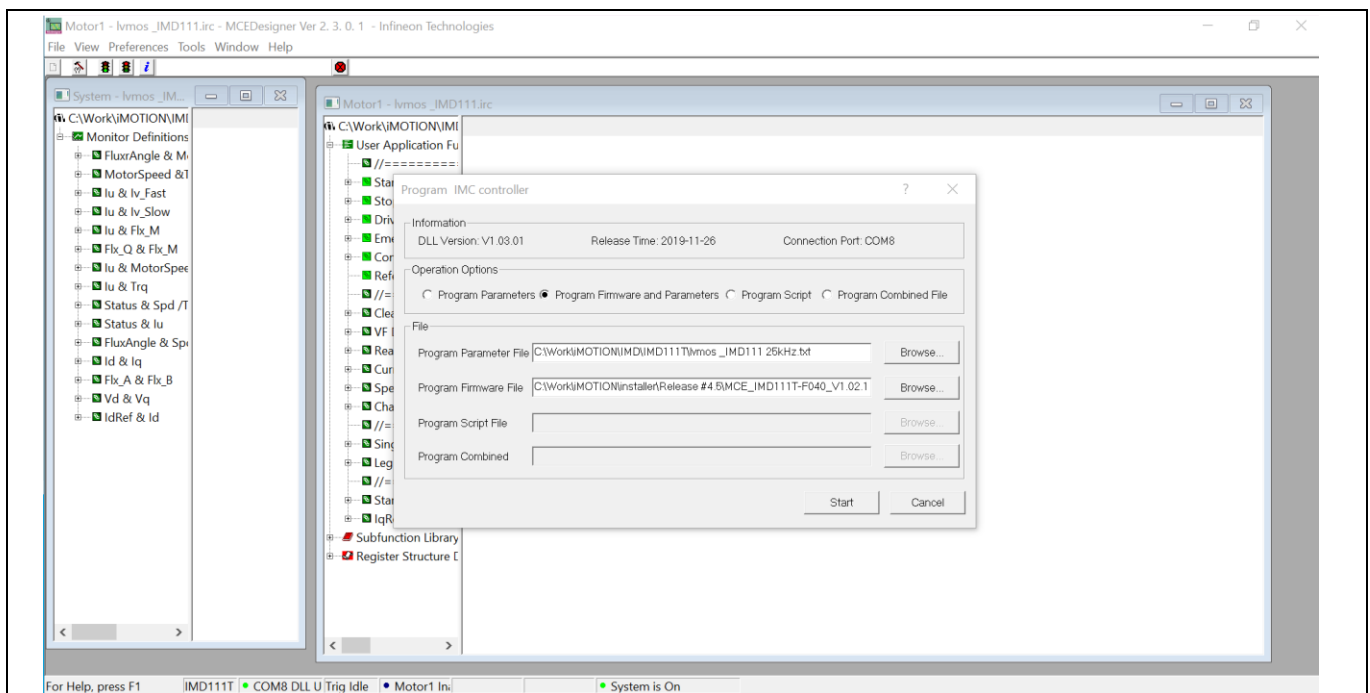 Motor1 - lvmos _IMD111.irc - MCEDesigner Ver 2. 3. 0. 1 - Infineon Technologies
File View Preferences Tools Window Help
System - lvmos _IM...
C:\Work\iMOTION\IMI
Monitor Definitions
FluxrAngle & M
MotorSpeed &T
Iu & Iv_Fast
Iu & Iv_Slow
Iu & Flx_M
Flx_Q & Flx_M
Iu & MotorSpee
Iu & Trq
Status & Spd /T
Status & Iu
FluxAngle & Spe
Id & Iq
Flx_A & Flx_B
Vd & Vq
IdRef & Id
Motor1 - lvmos _IMD111.irc
C:\Work\iMOTION\IMI
User Application Fu
//=========
Star
Sto
Driv
Eme
Cor
Refe
//=
Clea
VF
Rea
Cur
Spe
Cha
//=
Sing
Leg
//=
Star
IqR
Subfunction Library
Register Structure D
Program IMC controller
? ×
Information
DLL Version: V1.03.01 Release Time: 2019-11-26 Connection Port: COM8
Operation Options
Program Parameters Program Firmware and Parameters Program Script Program Combined File
File
Program Parameter File C:\Work\iMOTION\IMD\IMD111T\lvmos _IMD111 25kHz.txt Browse...
Program Firmware File C:\Work\iMOTION\installer\Release #4.5\MCE_IMD111T-F040_V1.02.1 Browse...
Program Script File Browse...
Program Combined Browse...
Start Cancel
For Help, press F1 IMD111T COM8 DLL U Trig Idle Motor1 In System is On